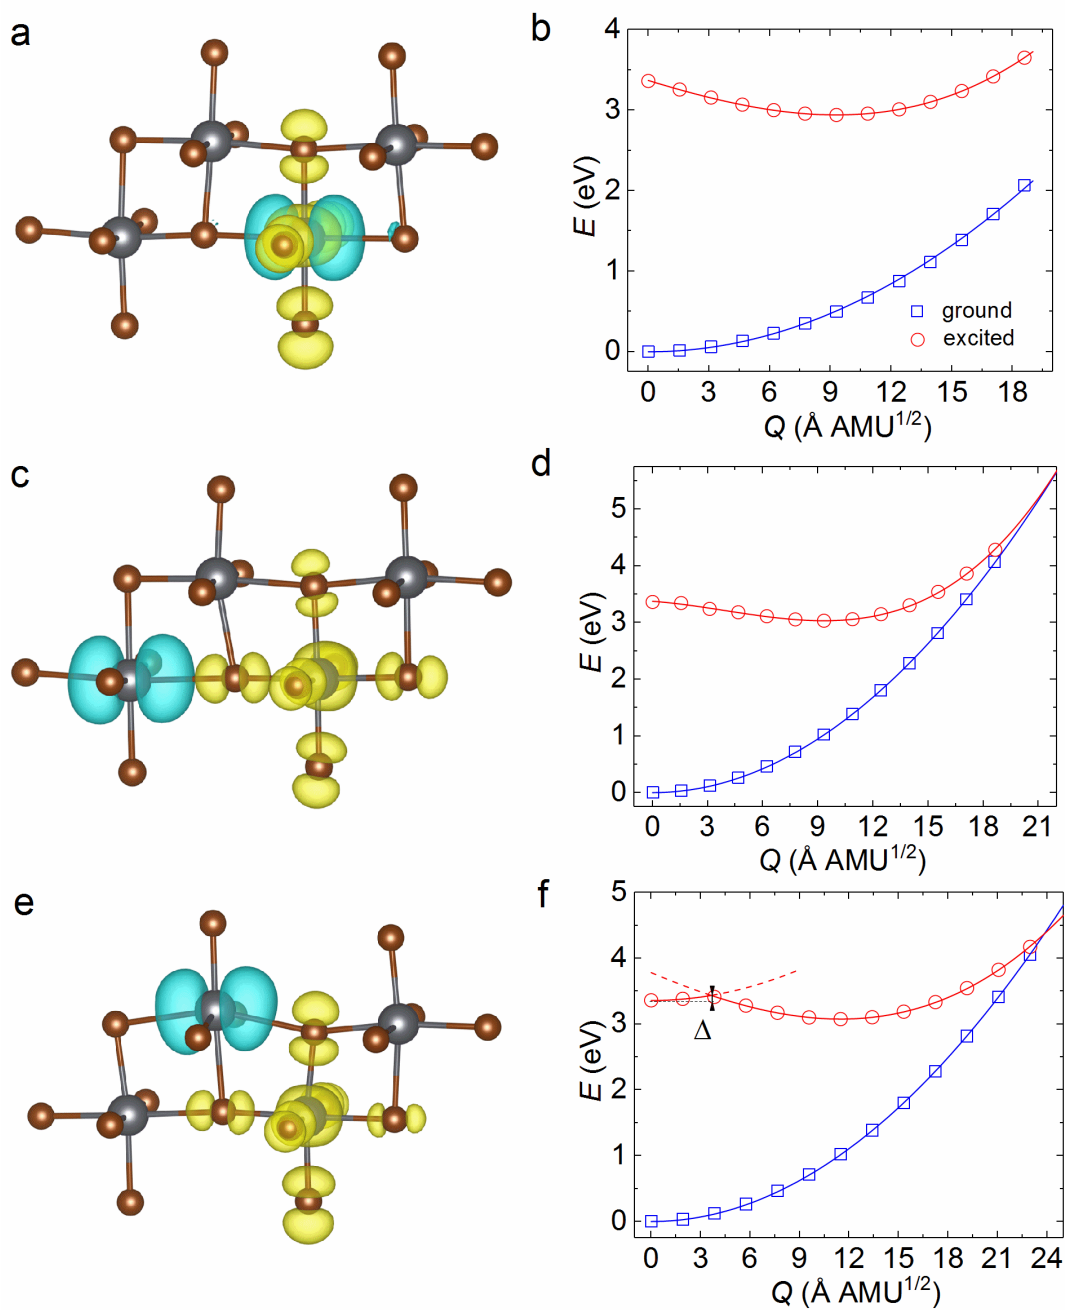 a
b
4
3
2
1
0
E (eV)
ground
excited
0 3 6 9 12 15 18
Q (Å AMU1/2)
c
d
5
4
3
2
1
0
E (eV)
0 3 6 9 12 15 18 21
Q (Å AMU1/2)
e
f
5
4
3
2
1
0
E (eV)
Δ
0 3 6 9 12 15 18 21 24
Q (Å AMU1/2)